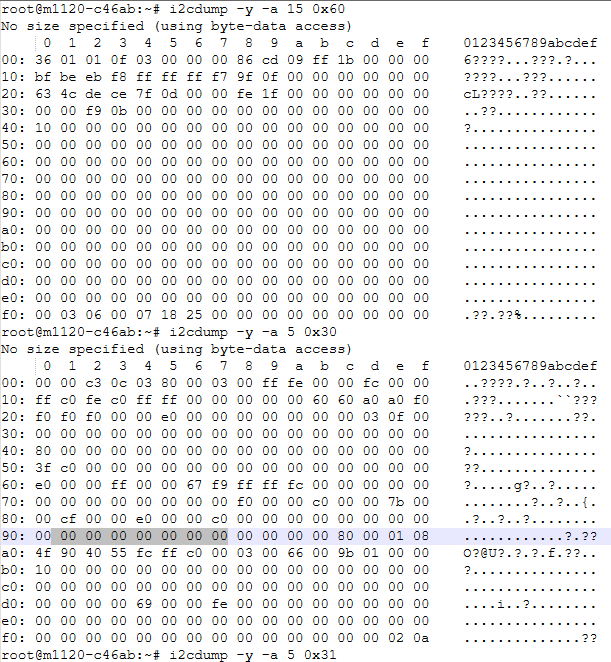 root@m1120-c46ab:~# i2cdump -y -a 15 0x60
No size specified (using byte-data access)
     0  1  2  3  4  5  6  7  8  9  a  b  c  d  e  f    0123456789abcdef
00: 36 01 01 0f 03 00 00 00 86 cd 09 ff 1b 00 00 00    6????...???.?...
10: bf be eb f8 ff ff ff f7 9f 0f 00 00 00 00 00 00    ????...???......
20: 63 4c de ce 7f 0d 00 00 fe 1f 00 00 00 00 00 00    cL????..??......
30: 00 00 f9 0b 00 00 00 00 00 00 00 00 00 00 00 00    ..??............
40: 10 00 00 00 00 00 00 00 00 00 00 00 00 00 00 00    ?...............
50: 00 00 00 00 00 00 00 00 00 00 00 00 00 00 00 00    ................
60: 00 00 00 00 00 00 00 00 00 00 00 00 00 00 00 00    ................
70: 00 00 00 00 00 00 00 00 00 00 00 00 00 00 00 00    ................
80: 00 00 00 00 00 00 00 00 00 00 00 00 00 00 00 00    ................
90: 00 00 00 00 00 00 00 00 00 00 00 00 00 00 00 00    ................
a0: 00 00 00 00 00 00 00 00 00 00 00 00 00 00 00 00    ................
b0: 00 00 00 00 00 00 00 00 00 00 00 00 00 00 00 00    ................
c0: 00 00 00 00 00 00 00 00 00 00 00 00 00 00 00 00    ................
d0: 00 00 00 00 00 00 00 00 00 00 00 00 00 00 00 00    ................
e0: 00 00 00 00 00 00 00 00 00 00 00 00 00 00 00 00    ................
f0: 00 03 06 00 07 18 25 00 00 00 00 00 00 00 00 00    .??.??%.........
root@m1120-c46ab:~# i2cdump -y -a 5 0x30
No size specified (using byte-data access)
     0  1  2  3  4  5  6  7  8  9  a  b  c  d  e  f    0123456789abcdef
00: 00 00 c3 0c 03 80 00 03 00 ff fe 00 00 fc 00 00    ..????.?..?..?..
10: ff c0 fe c0 ff ff 00 00 00 00 00 60 60 a0 a0 f0    .???.......``???
20: f0 f0 f0 00 00 e0 00 00 00 00 00 00 00 03 0f 00    ???..?.......??.
30: 00 00 00 00 00 00 00 00 00 00 00 00 00 00 00 00    ................
40: 80 00 00 00 00 00 00 00 00 00 00 00 00 00 00 00    ?...............
50: 3f c0 00 00 00 00 00 00 00 00 00 00 00 00 00 00    ??..............
60: e0 00 00 00 ff 00 00 67 f9 ff ff fc 00 00 00 00    ?......g?..?....
70: 00 00 00 00 00 00 00 00 f0 00 00 c0 00 00 7b 00    ........?..?..{.
80: 00 cf 00 00 e0 00 00 c0 00 00 00 00 00 00 00 00    .?..?..?........
90: 00 00 00 00 00 00 00 00 00 00 00 00 80 00 01 08    ............?.??
a0: 4f 90 40 55 fc ff c0 00 03 00 66 00 9b 01 00 00    O?@U?.?.?.f.??..
b0: 10 00 00 00 00 00 00 00 00 00 00 00 00 00 00 00    ?...............
c0: 00 00 00 00 00 00 00 00 00 00 00 00 00 00 00 00    ................
d0: 00 00 00 00 69 00 00 fe 00 00 00 00 00 00 00 00    ....i..?........
e0: 00 00 00 00 00 00 00 00 00 00 00 00 00 00 00 00    ................
f0: 00 00 00 00 00 00 00 00 00 00 00 00 00 00 02 0a    ..............??
root@m1120-c46ab:~# i2cdump -y -a 5 0x31